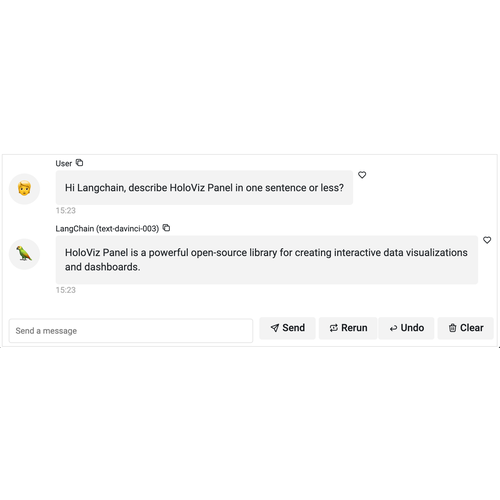 User
Hi Langchain, describe HoloViz Panel in one sentence or less?
15:23
LangChain (text-davinci-003)
HoloViz Panel is a powerful open-source library for creating interactive data visualizations
and dashboards.
15:23
Send a message
Send
Rerun
Undo
Clear